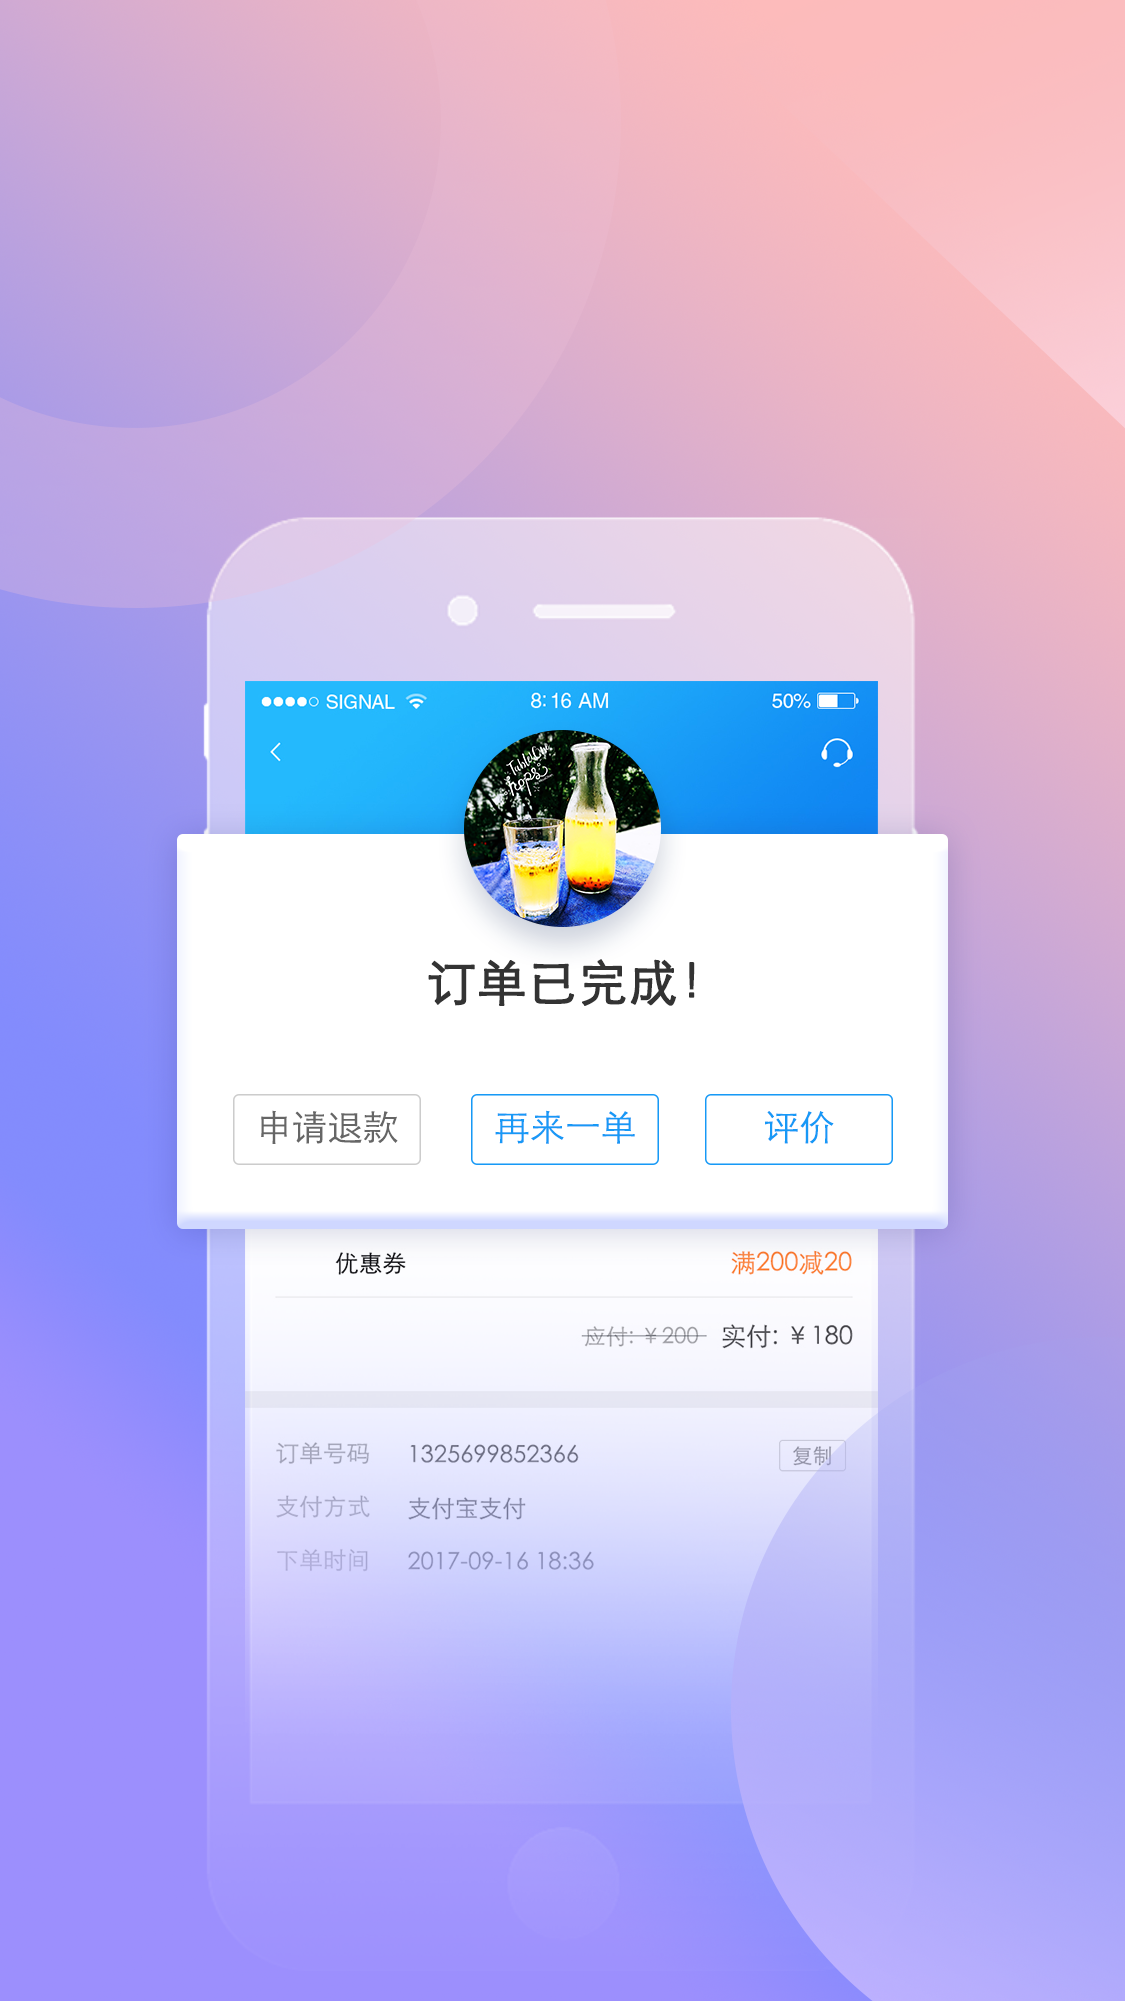 SIGNAL 8:16 AM 50%
Table Cow
hops
订单已完成！
申请退款 再来一单 评价
优惠券 满200减20
应付：￥200 实付：￥180
订单号码 1325699852366 复制
支付方式 支付宝支付
下单时间 2017-09-16 18:36